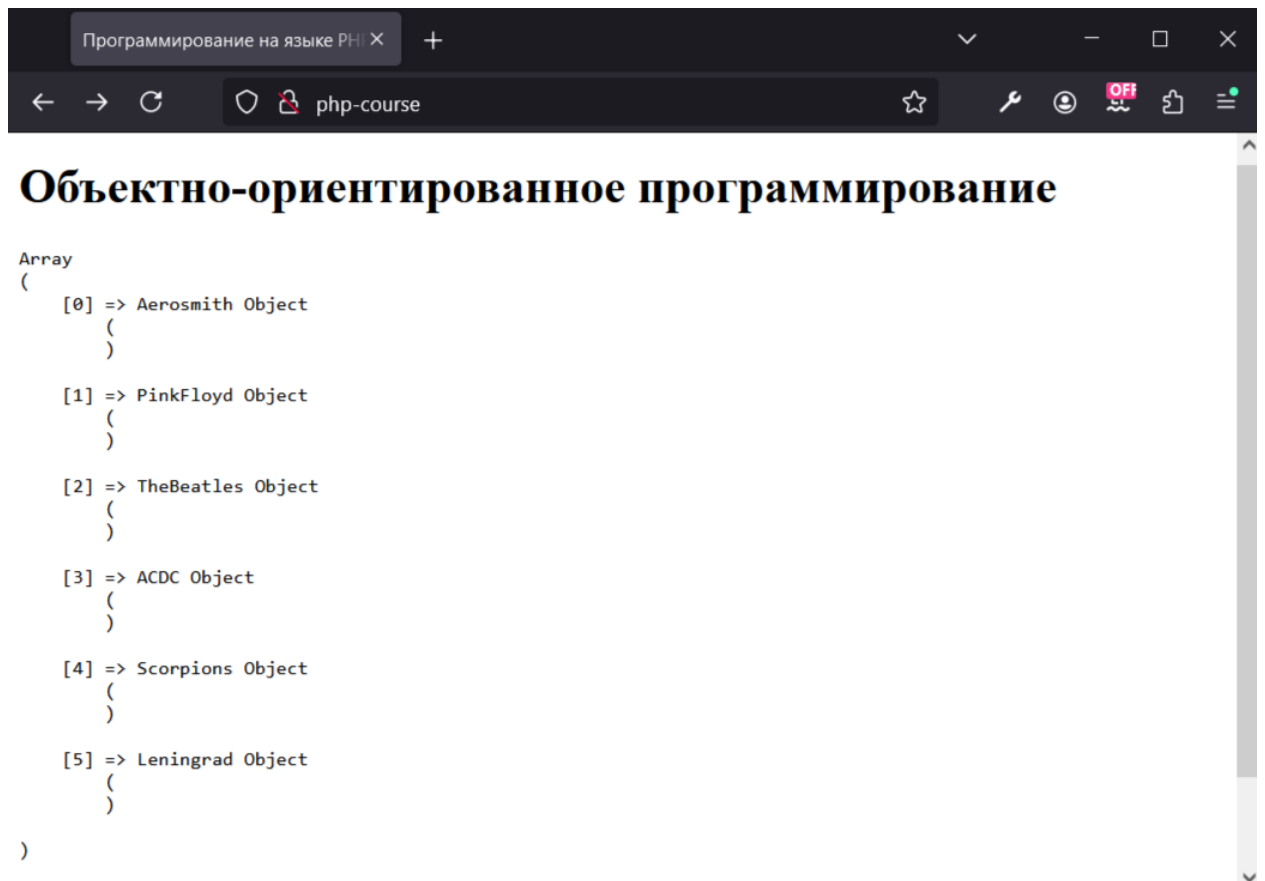 Программирование на языке PH
php-course
OFF
Объектно-ориентированное программирование
Array
(
    [0] => Aerosmith Object
        (
        )
    [1] => PinkFloyd Object
        (
        )
    [2] => TheBeatles Object
        (
        )
    [3] => ACDC Object
        (
        )
    [4] => Scorpions Object
        (
        )
    [5] => Leningrad Object
        (
        )
)